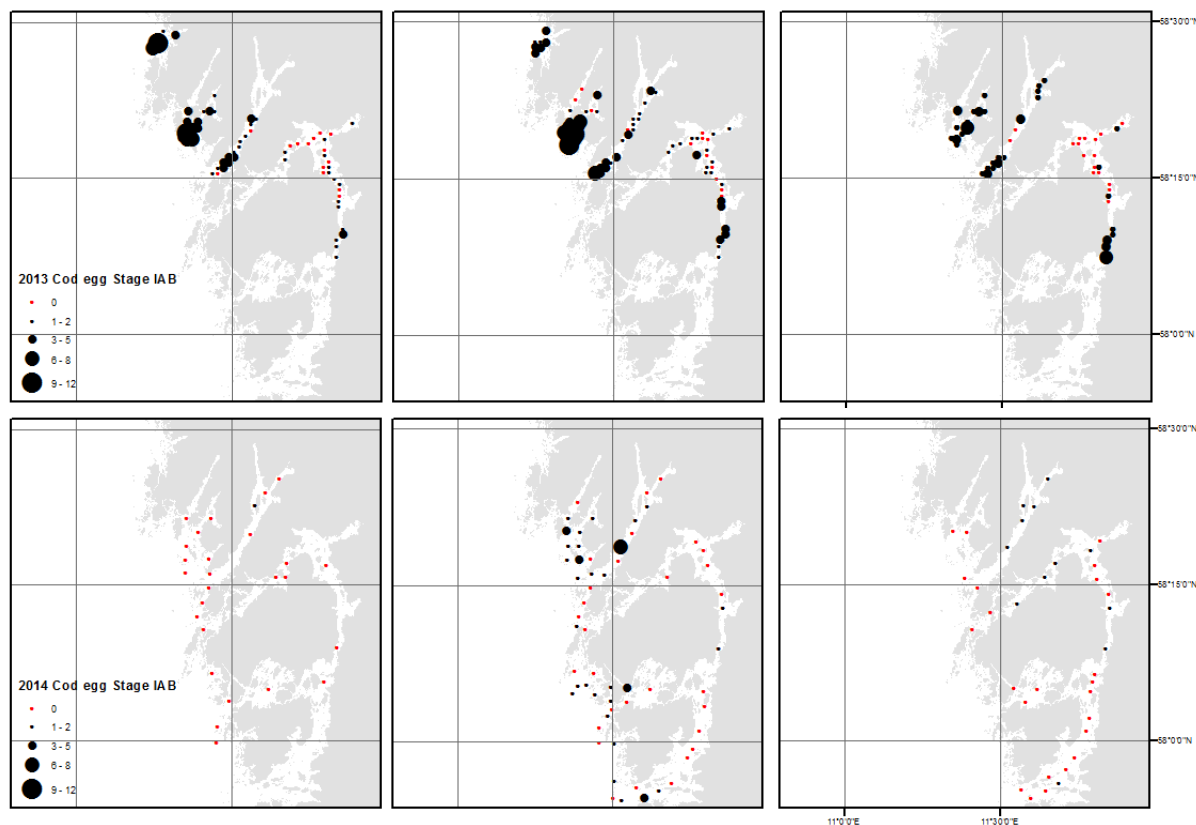 58°30'0"N
2013 Cod egg Stage IAB
0
1 - 2
3 - 5
6 - 8
9 - 12
58°15'0"N
58°0'0"N
58°30'0"N
2014 Cod egg Stage IAB
0
1 - 2
3 - 5
6 - 8
9 - 12
58°15'0"N
58°0'0"N
11°0'0"E
11°30'0"E